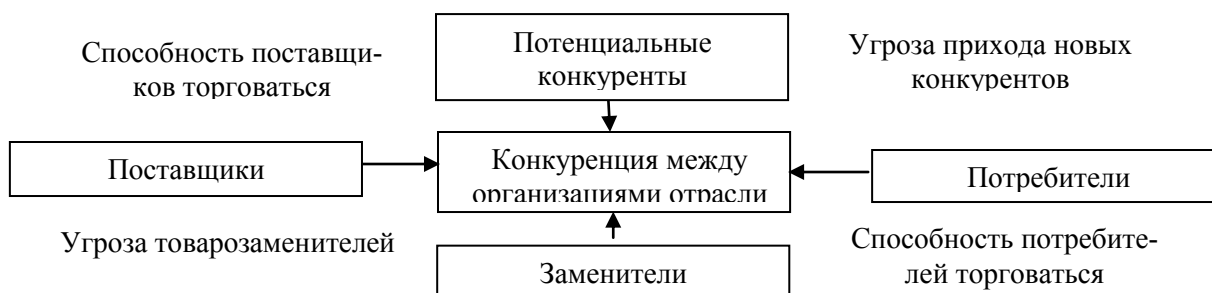 Способность поставщи-
ков торговаться
Потенциальные
конкуренты
Угроза прихода новых
конкурентов
Поставщики
Конкуренция между
организациями отрасли
Потребители
Угроза товарозаменителей
Заменители
Способность потребите-
лей торговаться